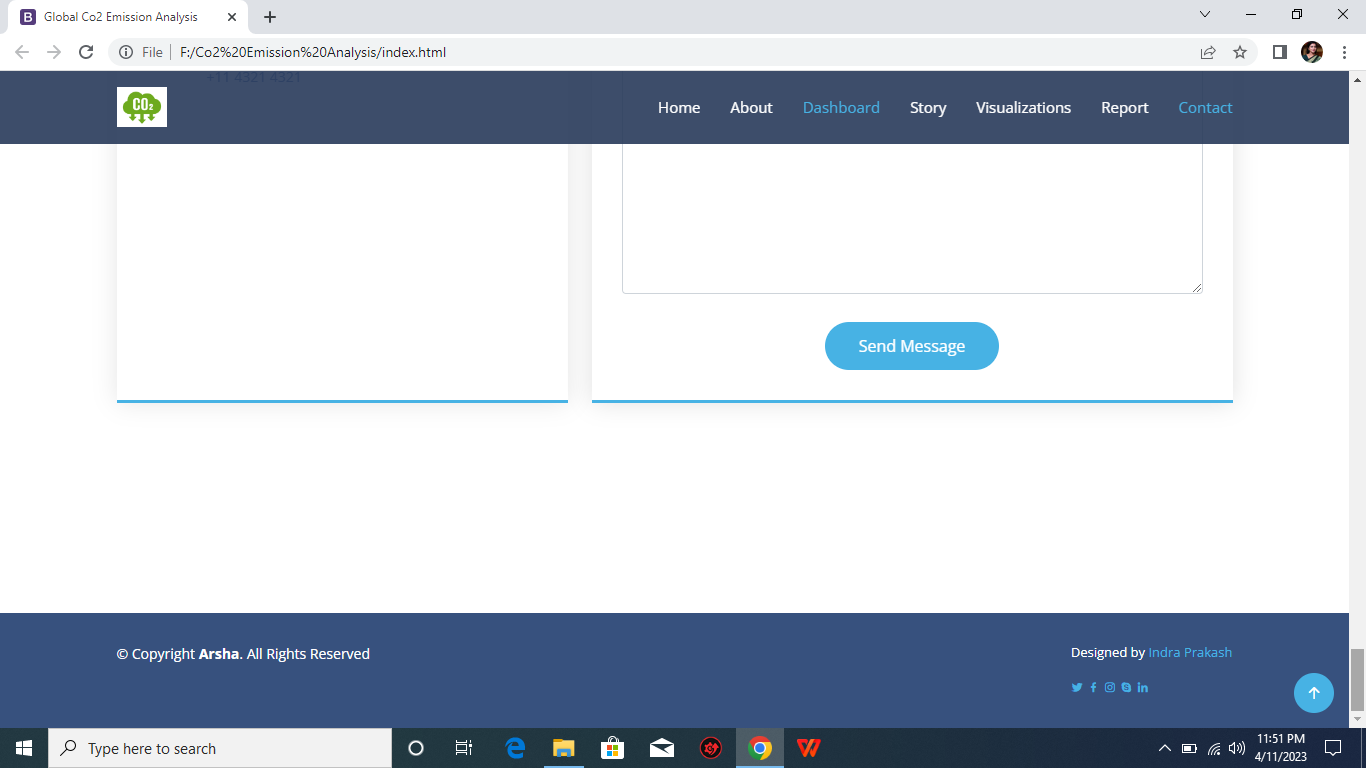 Global Co2 Emission Analysis
File F:/Co2%20Emission%20Analysis/index.html
+11 4321 4321
CO2
Home About Dashboard Story Visualizations Report Contact
Send Message
© Copyright Arsha. All Rights Reserved
Designed by Indra Prakash
Type here to search
11:51 PM
4/11/2023